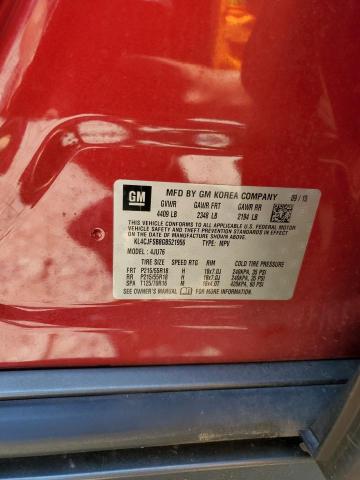 GM
MFD BY GM KOREA COMPANY 09 / 13
GVWR GAWR FRT GAWR RR
4409 LB 2348 LB 2194 LB
THIS VEHICLE CONFORMS TO ALL APPLICABLE U.S. FEDERAL MOTOR
VEHICLE SAFETY AND THEFT PREVENTION STANDARDS IN EFFECT ON
THE DATE OF MANUFACTURE SHOWN ABOVE.
TYPE: MPV
MODEL: 4JU76
TIRE SIZE SPEED RTG RIM COLD TIRE PRESSURE
FRT P215/55R18 H 18x7.0J 240KPA, 35 PSI
RR P215/55R18 H 18x7.0J 240KPA, 35 PSI
SPA T125/70R16 M 16x4.0T 420KPA, 60 PSI
SEE OWNER'S MANUAL FOR MORE INFORMATION.